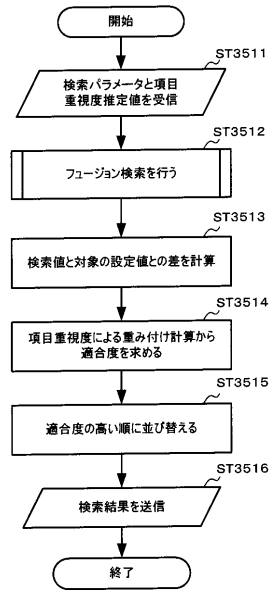 開始
ST3511
検索パラメータと項目
重視度推定値を受信
ST3512
フュージョン検索を行う
ST3513
検索値と対象の設定値との差を計算
ST3514
項目重視度による重み付け計算から
適合度を求める
ST3515
適合度の高い順に並び替える
ST3516
検索結果を送信
終了